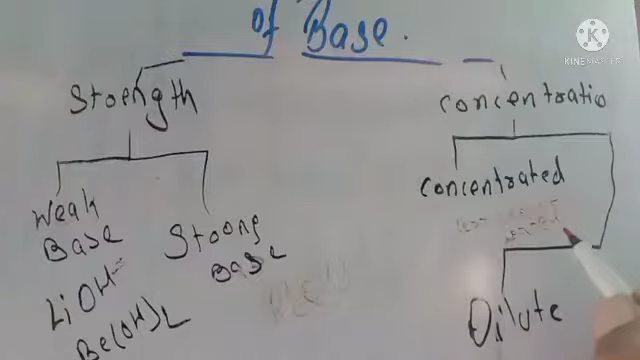 of Base.
KINEMASTER
Stoength
Concentratio
Concentrated
Weak
Base
Stoong
Base
LiOH
Be(OH)2
Dilute